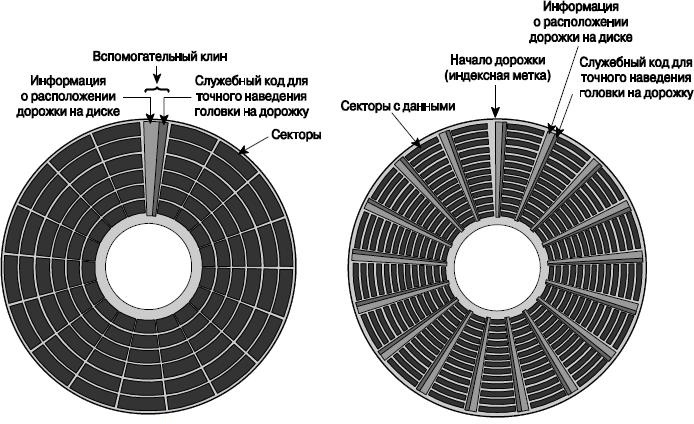 Вспомогательный клин
Информация
о расположении
дорожки на диске
Служебный код для
точного наведения
головки на дорожку
Секторы
Информация
о расположении
дорожки на диске
Начало дорожки
(индексная метка)
Служебный код для
точного наведения
головки на дорожку
Секторы с данными